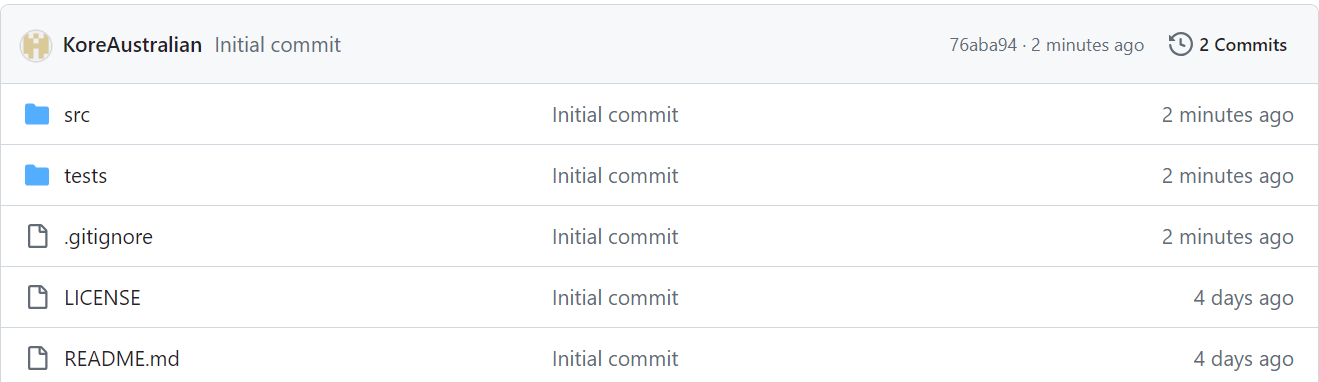 KoreAustralian Initial commit 76aba94 · 2 minutes ago 2 Commits
src Initial commit 2 minutes ago
tests Initial commit 2 minutes ago
.gitignore Initial commit 2 minutes ago
LICENSE Initial commit 4 days ago
README.md Initial commit 4 days ago